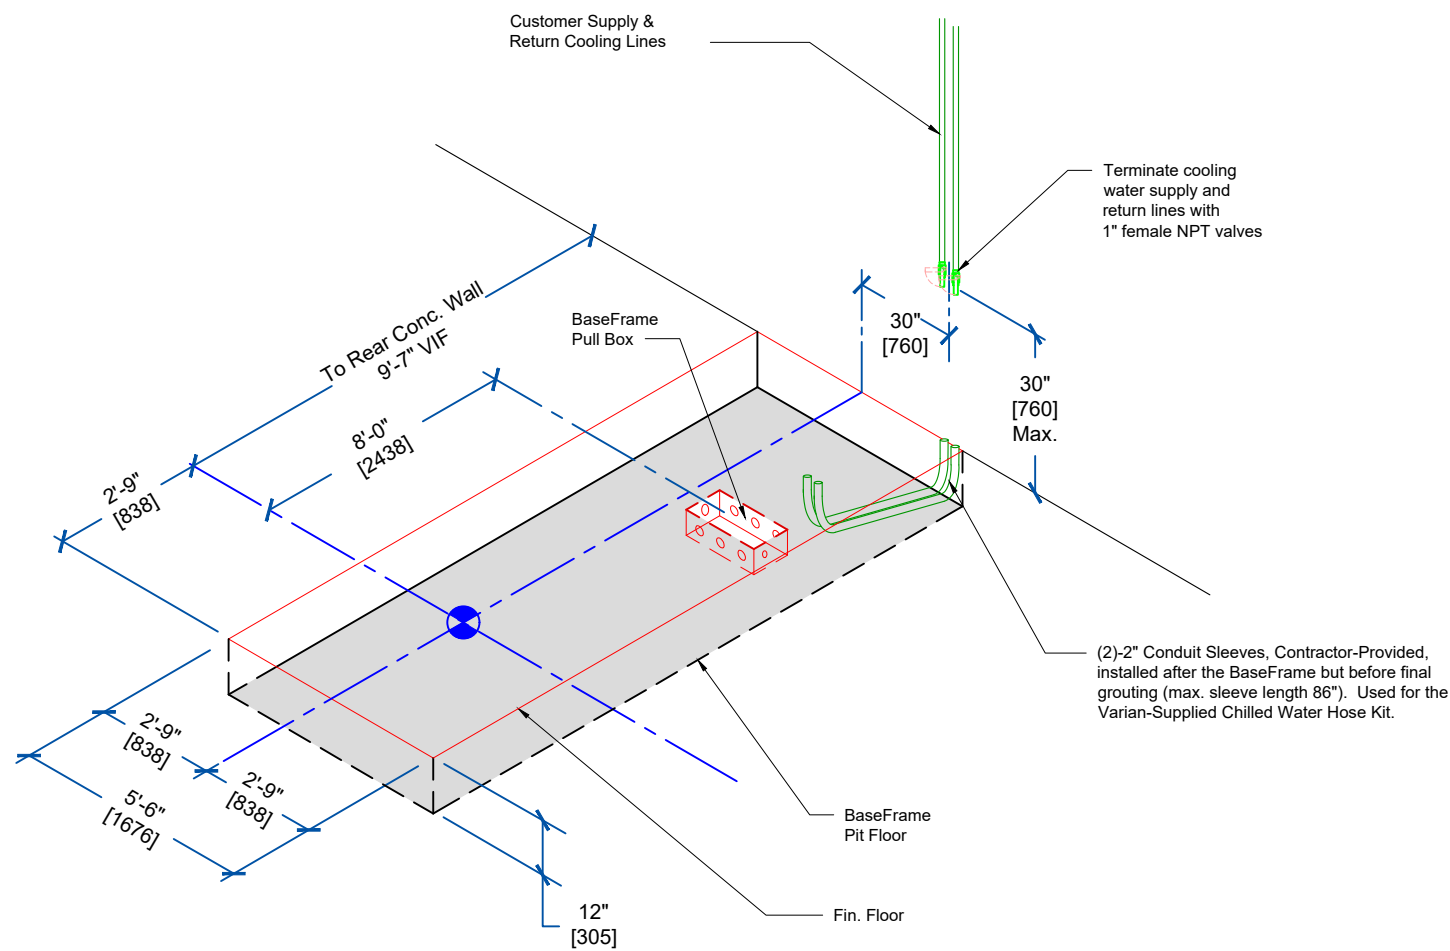 Customer Supply &
Return Cooling Lines
Terminate cooling
water supply and
return lines with
1" female NPT valves
To Rear Conc. Wall
9'-7" VIF
BaseFrame
Pull Box
30"
[760]
30"
[760]
Max.
8'-0"
[2438]
2'-9"
[838]
(2)-2" Conduit Sleeves, Contractor-Provided,
installed after the BaseFrame but before final
grouting (max. sleeve length 86"). Used for the
Varian-Supplied Chilled Water Hose Kit.
2'-9"
[838]
2'-9"
[838]
5'-6"
[1676]
BaseFrame
Pit Floor
12"
[305]
Fin. Floor